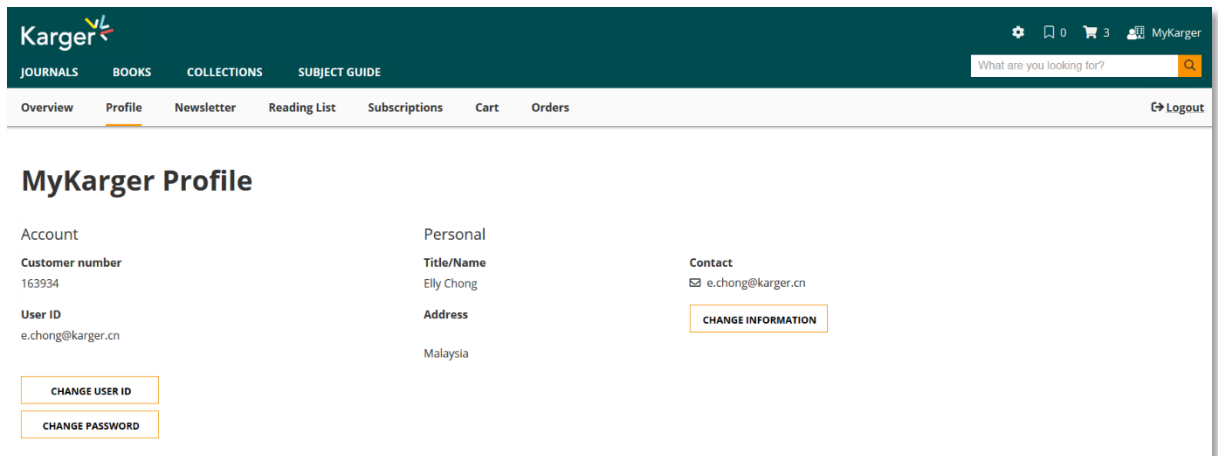 Karger
0 3 MyKarger
JOURNALS BOOKS COLLECTIONS SUBJECT GUIDE
What are you looking for?
Overview Profile Newsletter Reading List Subscriptions Cart Orders
Logout
MyKarger Profile
Account
Customer number
163934
User ID
e.chong@karger.cn
CHANGE USER ID
CHANGE PASSWORD
Personal
Title/Name
Elly Chong
Address
Malaysia
Contact
e.chong@karger.cn
CHANGE INFORMATION